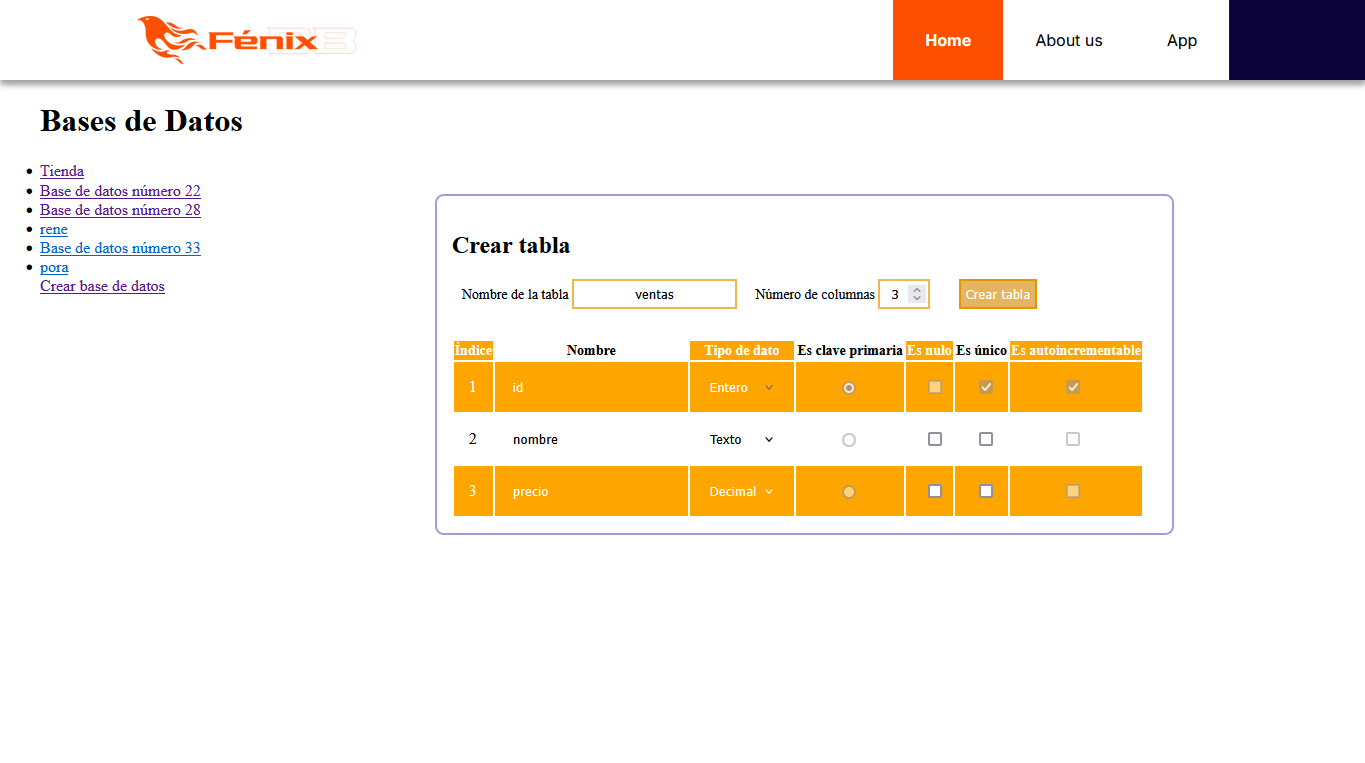 FénixDB
Home
About us
App
Bases de Datos
Tienda
Base de datos número 22
Base de datos número 28
rene
Base de datos número 33
pora
Crear base de datos
Crear tabla
Nombre de la tabla ventas Número de columnas 3 Crear tabla
Índice Nombre Tipo de dato Es clave primaria Es nulo Es único Es autoincrementable
1 id Entero
2 nombre Texto
3 precio Decimal